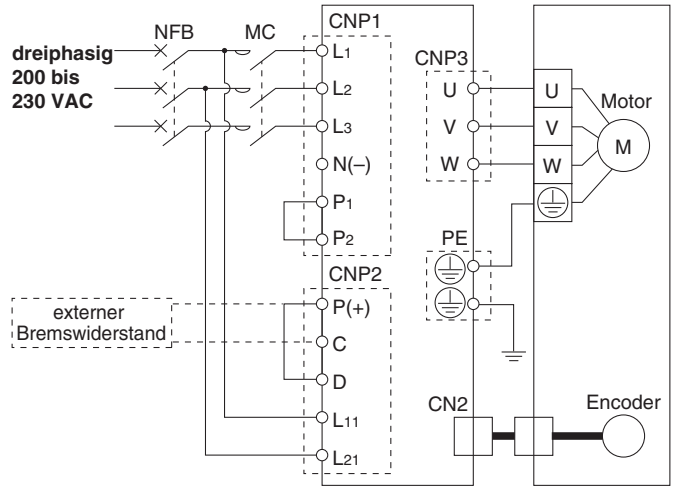 NFB
MC
CNP1
dreiphasig
200 bis
230 VAC
L1
L2
L3
N(–)
P1
P2
CNP2
externer
Bremswiderstand
P(+)
C
D
L11
L21
CNP3
U
V
W
PE
CN2
U
V
W
Motor
M
Encoder